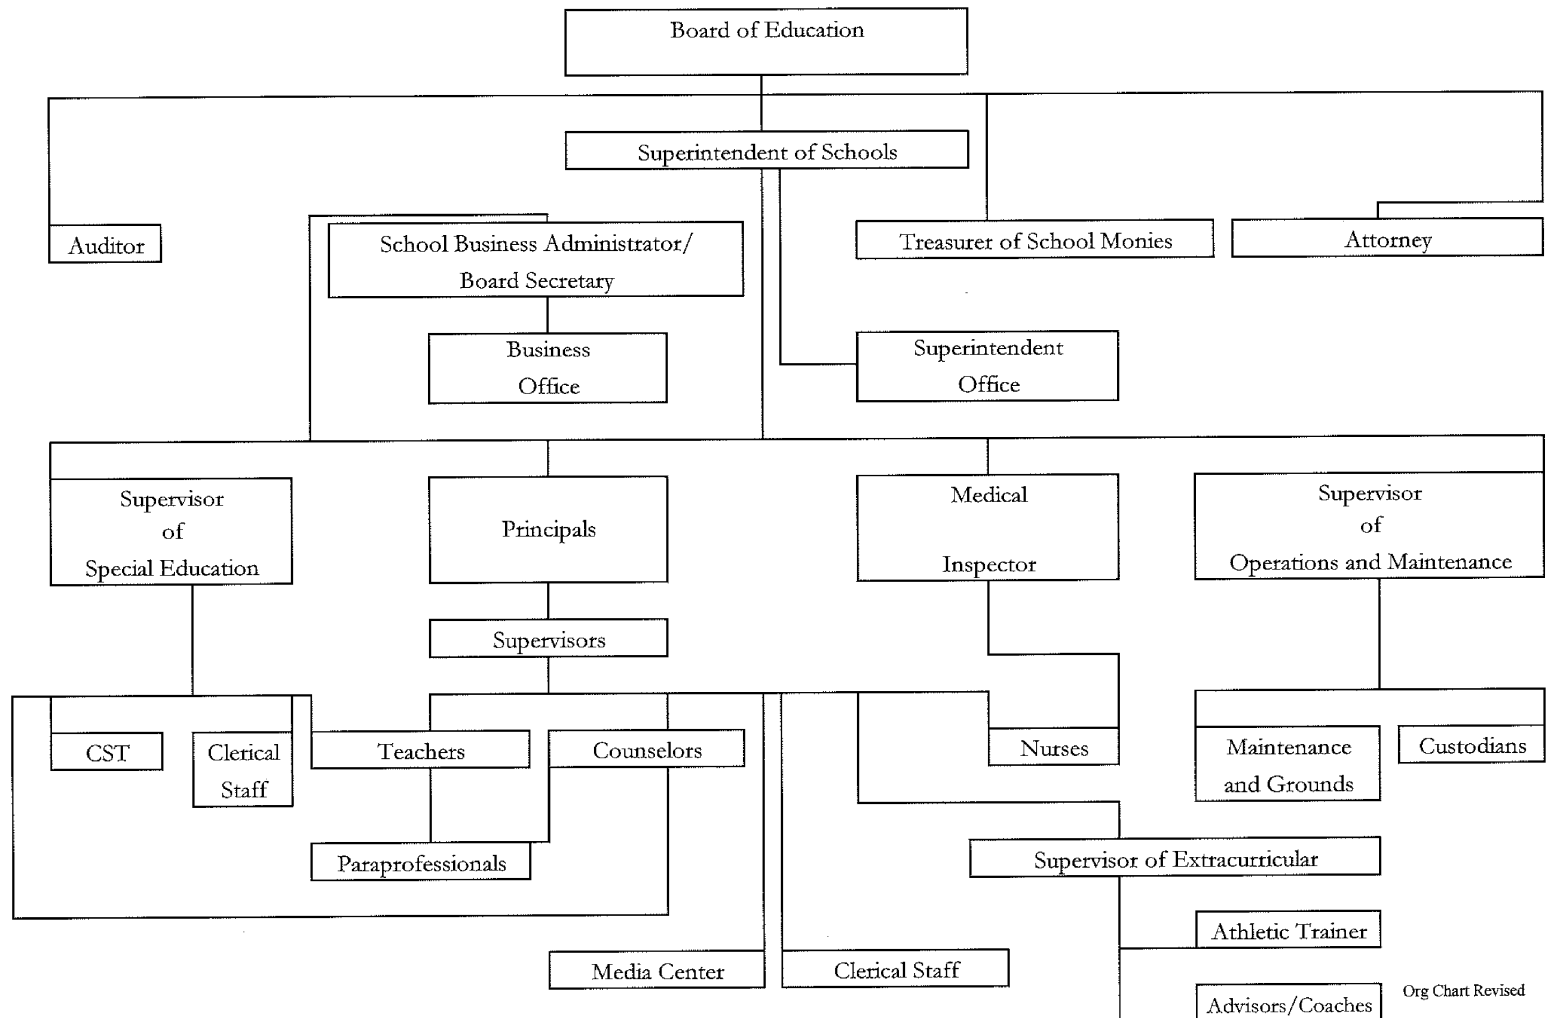 Board of Education
Superintendent of Schools
Auditor
School Business Administrator/
Board Secretary
Treasurer of School Monies
Attorney
Business
Office
Superintendent
Office
Supervisor
of
Special Education
Principals
Medical
Inspector
Supervisor
of
Operations and Maintenance
Supervisors
CST
Clerical
Staff
Teachers
Counselors
Nurses
Maintenance
and Grounds
Custodians
Paraprofessionals
Supervisor of Extracurricular
Athletic Trainer
Media Center
Clerical Staff
Advisors/Coaches
Org Chart Revised